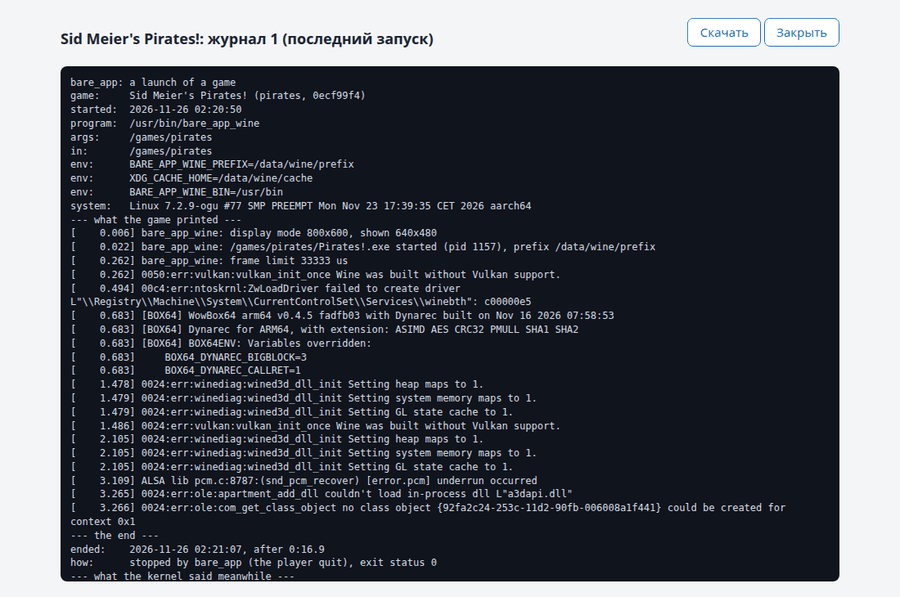 Sid Meier's Pirates!: журнал 1 (последний запуск)
Скачать
Закрыть
bare_app: a launch of a game
game:     Sid Meier's Pirates! (pirates, 0ecf99f4)
started:  2026-11-26 02:20:50
program:  /usr/bin/bare_app_wine
args:     /games/pirates
in:       /games/pirates
env:      BARE_APP_WINE_PREFIX=/data/wine/prefix
env:      XDG_CACHE_HOME=/data/wine/cache
env:      BARE_APP_WINE_BIN=/usr/bin
system:   Linux 7.2.9-ogu #77 SMP PREEMPT Mon Nov 23 17:39:35 CET 2026 aarch64
--- what the game printed ---
[    0.006] bare_app_wine: display mode 800x600, shown 640x480
[    0.022] bare_app_wine: /games/pirates/Pirates!.exe started (pid 1157), prefix /data/wine/prefix
[    0.262] bare_app_wine: frame limit 33333 us
[    0.262] 0050:err:vulkan:vulkan_init_once Wine was built without Vulkan support.
[    0.494] 00c4:err:ntoskrnl:ZwLoadDriver failed to create driver
L"\\Registry\\Machine\\System\\CurrentControlSet\\Services\\winebth": c00000e5
[    0.683] [BOX64] WowBox64 arm64 v0.4.5 fadfb03 with Dynarec built on Nov 16 2026 07:58:53
[    0.683] [BOX64] Dynarec for ARM64, with extension: ASIMD AES CRC32 PMULL SHA1 SHA2
[    0.683] [BOX64] BOX64ENV: Variables overridden:
[    0.683]     BOX64_DYNAREC_BIGBLOCK=3
[    0.683]     BOX64_DYNAREC_CALLRET=1
[    1.478] 0024:err:winediag:wined3d_dll_init Setting heap maps to 1.
[    1.479] 0024:err:winediag:wined3d_dll_init Setting system memory maps to 1.
[    1.479] 0024:err:winediag:wined3d_dll_init Setting GL state cache to 1.
[    1.486] 0024:err:vulkan:vulkan_init_once Wine was built without Vulkan support.
[    2.105] 0024:err:winediag:wined3d_dll_init Setting heap maps to 1.
[    2.105] 0024:err:winediag:wined3d_dll_init Setting system memory maps to 1.
[    2.105] 0024:err:winediag:wined3d_dll_init Setting GL state cache to 1.
[    3.109] ALSA lib pcm.c:8787:(snd_pcm_recover) [error.pcm] underrun occurred
[    3.265] 0024:err:ole:apartment_add_dll couldn't load in-process dll L"a3dapi.dll"
[    3.266] 0024:err:ole:com_get_class_object no class object {92fa2c24-253c-11d2-90fb-006008a1f441} could be created for
context 0x1
--- the end ---
ended:    2026-11-26 02:21:07, after 0:16.9
how:      stopped by bare_app (the player quit), exit status 0
--- what the kernel said meanwhile ---